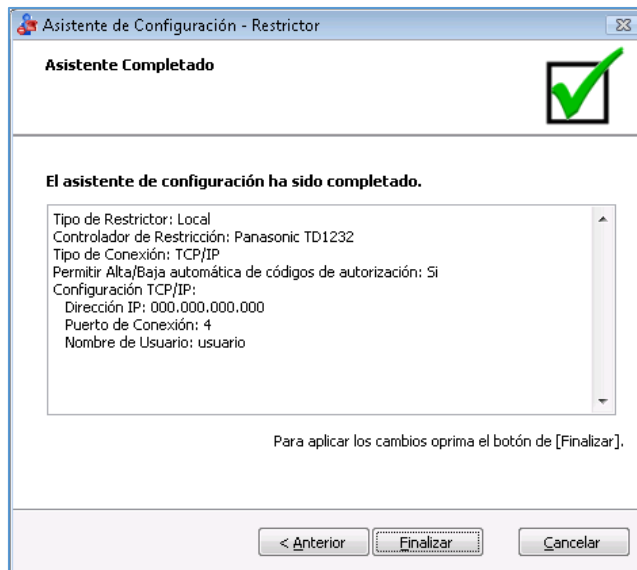 Asistente de Configuración - Restrictor
Asistente Completado
El asistente de configuración ha sido completado.
Tipo de Restrictor: Local
Controlador de Restricción: Panasonic TD1232
Tipo de Conexión: TCP/IP
Permitir Alta/Baja automática de códigos de autorización: Si
Configuración TCP/IP:
Dirección IP: 000.000.000.000
Puerto de Conexión: 4
Nombre de Usuario: usuario
Para aplicar los cambios oprima el botón de [Finalizar].
< Anterior
Finalizar
Cancelar